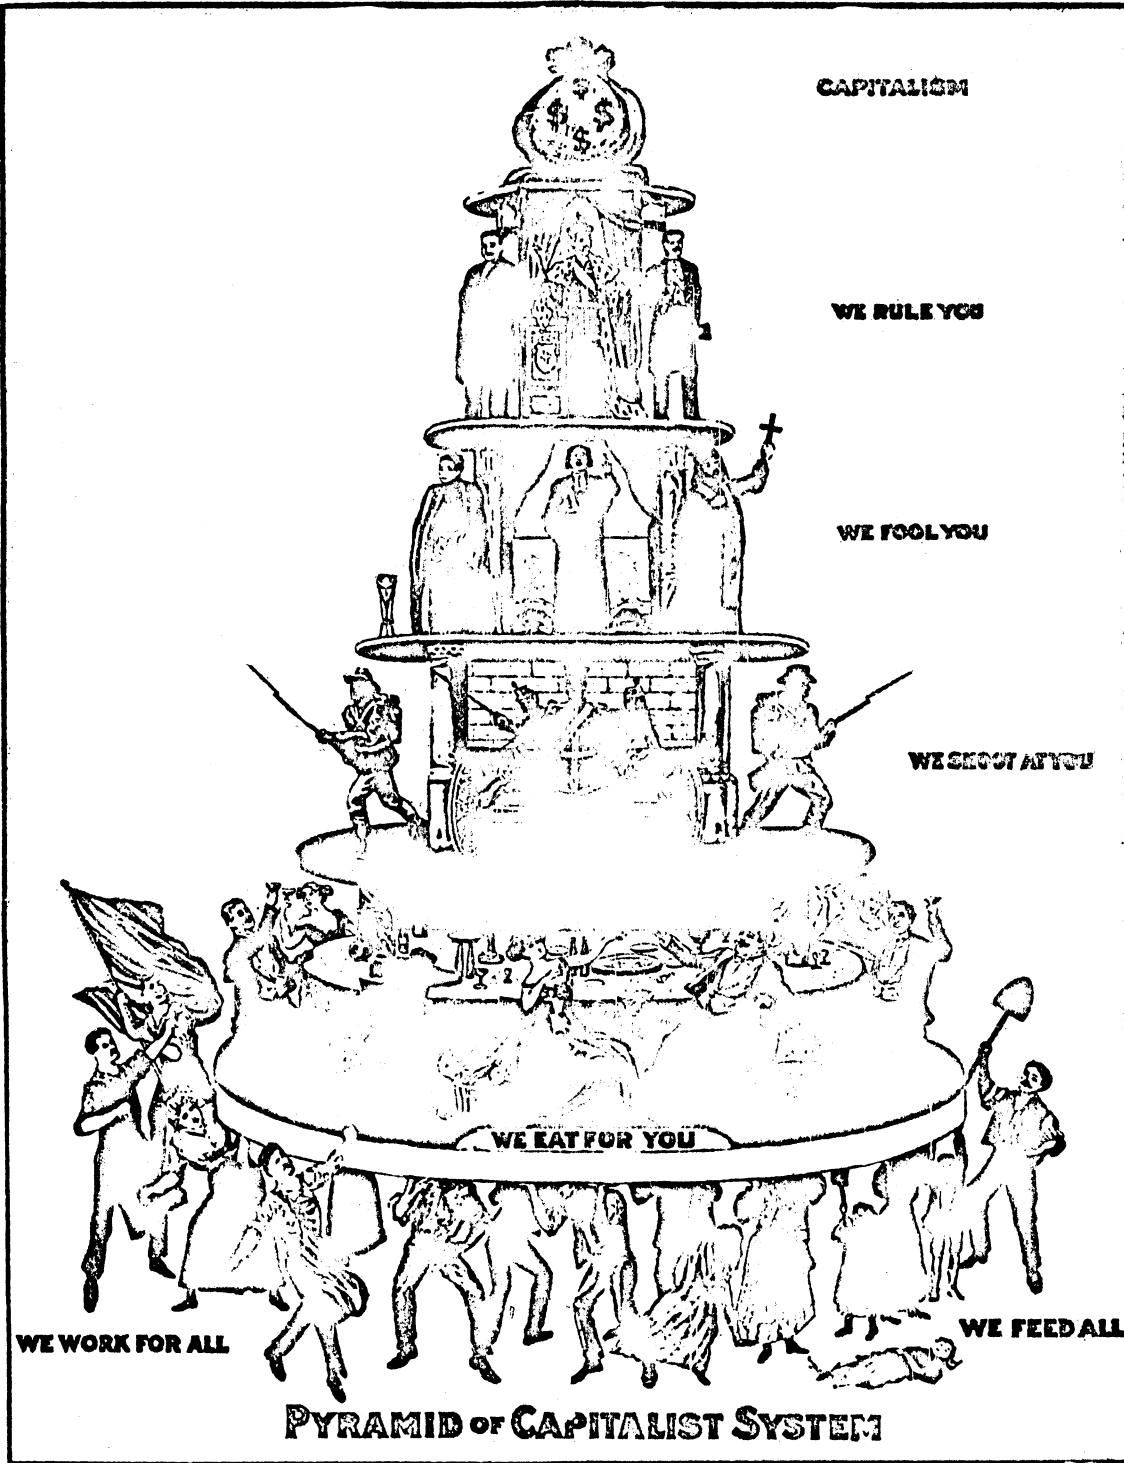 CAPITALISM
WE RULE YOU
WE FOOL YOU
WE SHOOT AT YOU
WE EAT FOR YOU
WE WORK FOR ALL
WE FEED ALL
PYRAMID OF CAPITALIST SYSTEM